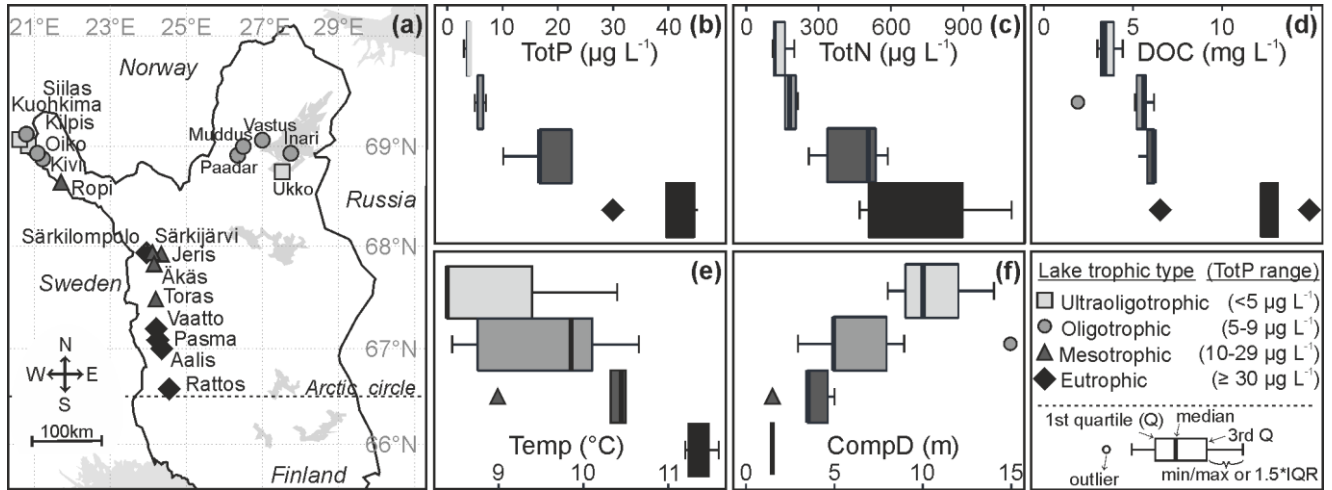 21°E 23°E 25°E 27°E 29°E (a)
Norway
Siilas
Kuohkima
Kilpis
Oiko
Kivi
Ropi
Muddus
Vastus
Inari
Paadar
Ukko
69°N
Russia
Särkilompolo
Särkijärvi
68°N
Jeris
Sweden
Äkäs
Toras
Vaatto
Pasma
67°N
Aalis
Rattos
Arctic circle
N
W E
S
100km
66°N
Finland
0 20 40 (b)
TotP (µg L⁻¹)
0 300 600 900 (c)
TotN (µg L⁻¹)
0 5 10 15 (d)
DOC (mg L⁻¹)
(e)
Temp (°C)
9 10 11
(f)
CompD (m)
0 5 10 15
Lake trophic type (TotP range)
Ultraoligotrophic (<5 µg L⁻¹)
Oligotrophic (5-9 µg L⁻¹)
Mesotrophic (10-29 µg L⁻¹)
Eutrophic (≥ 30 µg L⁻¹)
1st quartile (Q) median
3rd Q
outlier
min/max or 1.5*IQR